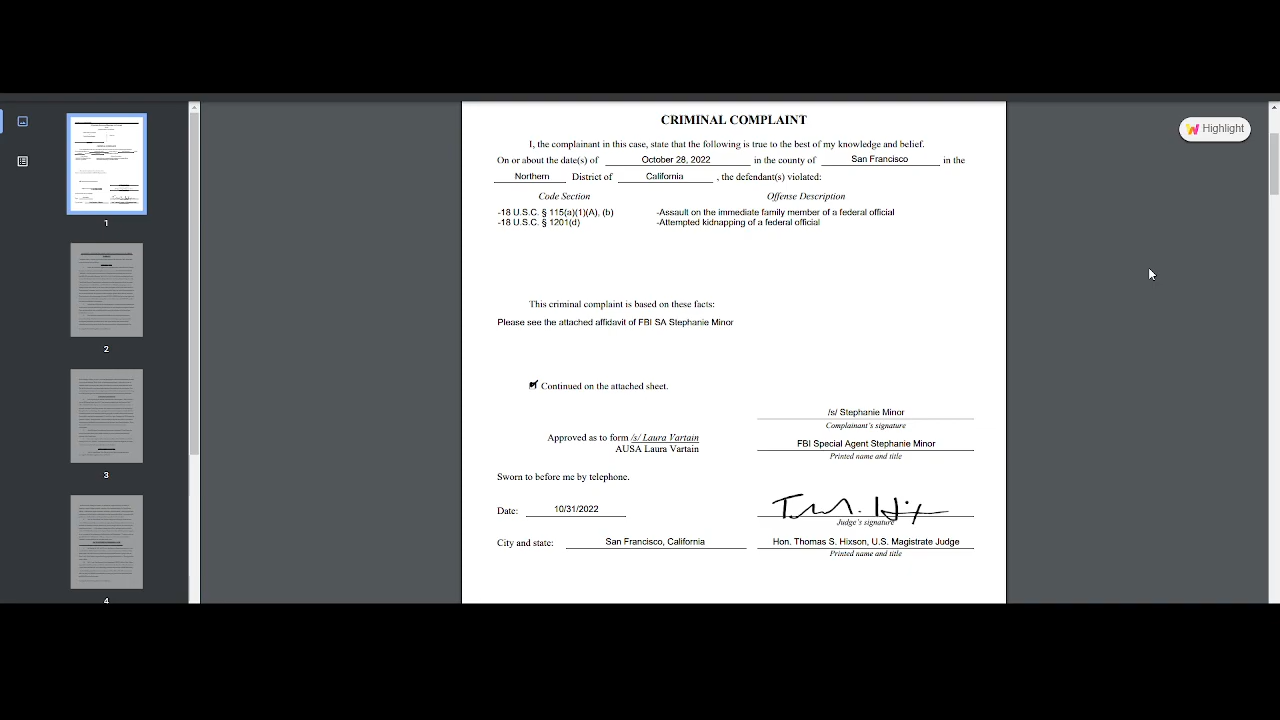 Highlight
CRIMINAL COMPLAINT
complainant in this case, state that the following is true to the best of my knowledge and belief.
On or about the date(s) of October 28, 2022 in the county of San Francisco in the
Northern District of California , the defendant(s) violated:
Code Section Offense Description
-18 U.S.C. § 115(a)(1)(A), (b) -Assault on the immediate family member of a federal official
-18 U.S.C. § 1201(d) -Attempted kidnapping of a federal official
This criminal complaint is based on these facts:
Please see the attached affidavit of FBI SA Stephanie Minor
Continued on the attached sheet.
/s/ Stephanie Minor
Complainant's signature
Approved as to form /s/ Laura Vartain
AUSA Laura Vartain
FBI Special Agent Stephanie Minor
Printed name and title
Sworn to before me by telephone.
Date: 10/31/2022
Judge's signature
City and state: San Francisco, California
Hon. Thomas S. Hixson, U.S. Magistrate Judge
Printed name and title
1
2
3
4